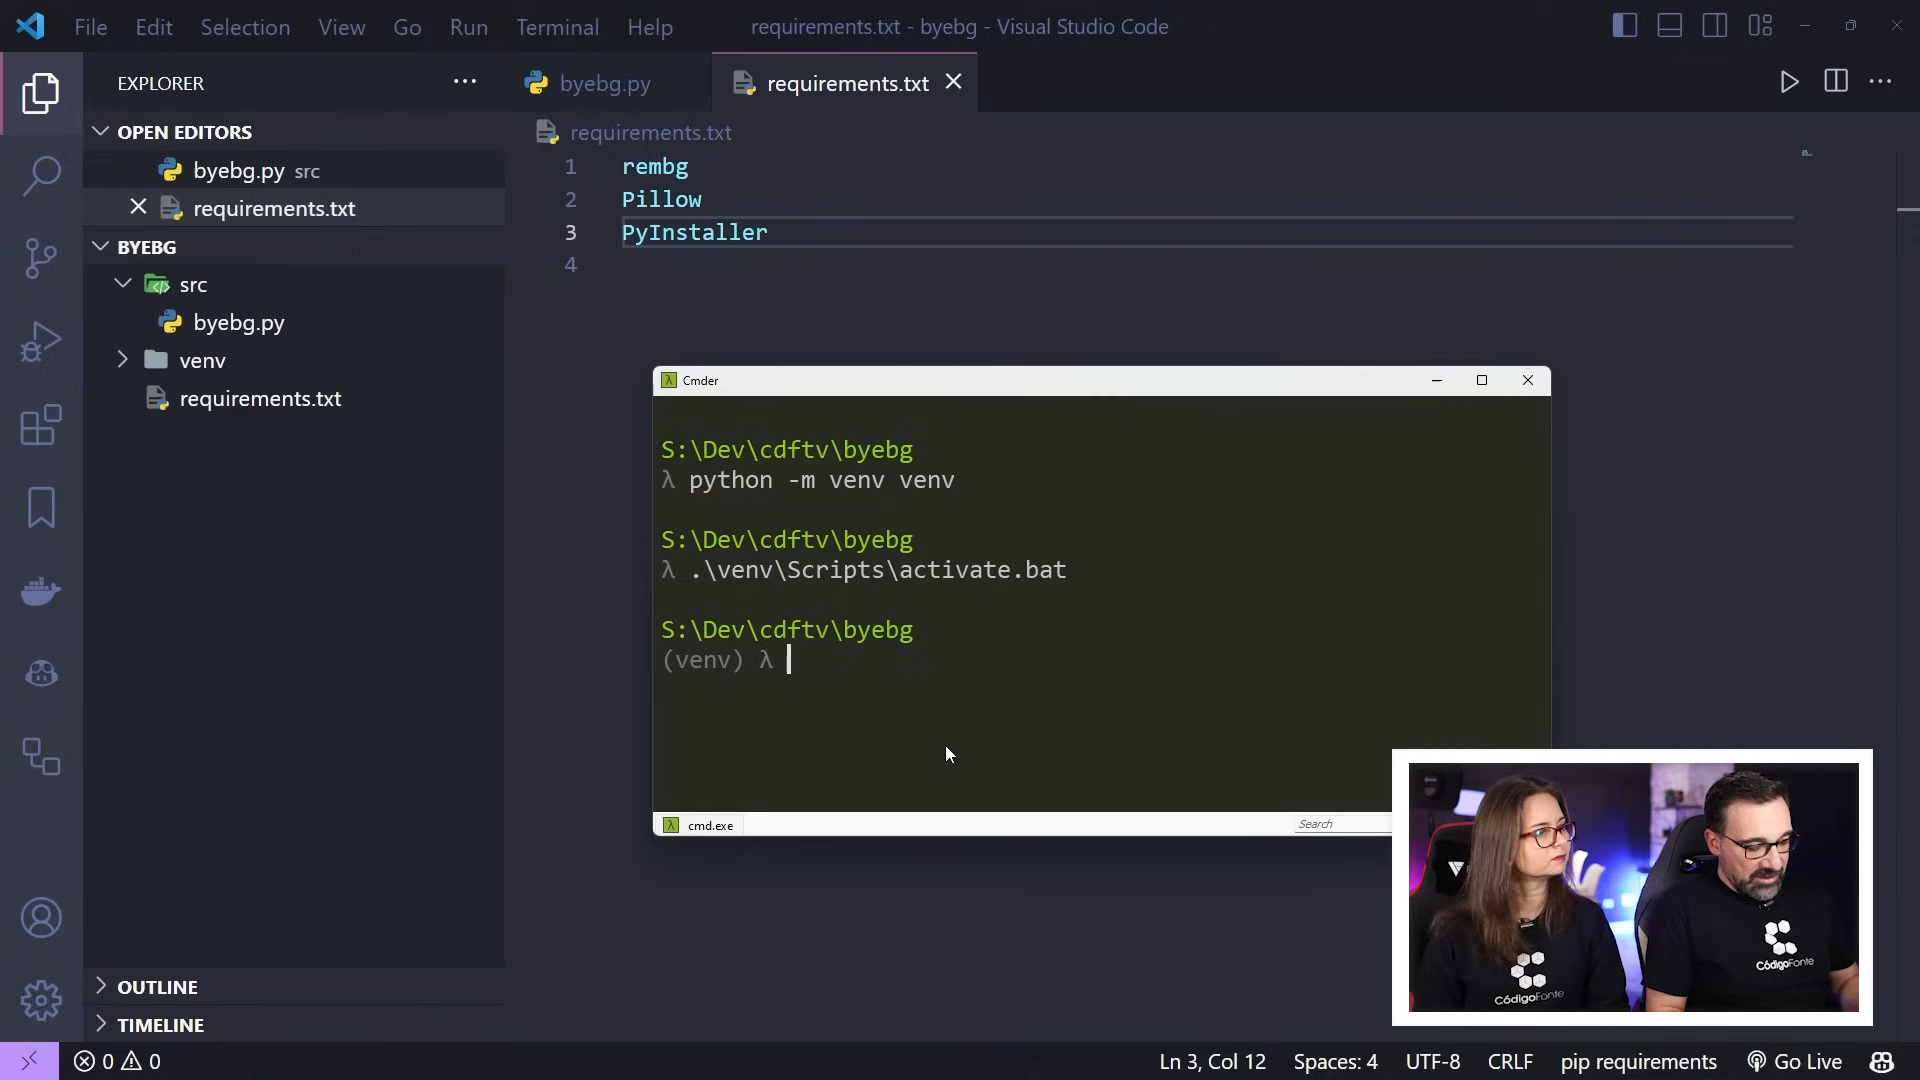 File Edit Selection View Go Run Terminal Help
requirements.txt - byebg - Visual Studio Code
EXPLORER
byebg.py
requirements.txt
OPEN EDITORS
byebg.py src
requirements.txt
BYEBG
src
byebg.py
venv
requirements.txt
OUTLINE
TIMELINE
requirements.txt
1 rembg
2 Pillow
3 PyInstaller
4
Cmder
S:\Dev\cdftv\byebg
λ python -m venv venv
S:\Dev\cdftv\byebg
λ .\venv\Scripts\activate.bat
S:\Dev\cdftv\byebg
(venv) λ
cmd.exe
Search
CódigoFonte
CódigoFonte
0 0
Ln 3, Col 12
Spaces: 4
UTF-8
CRLF
pip requirements
Go Live